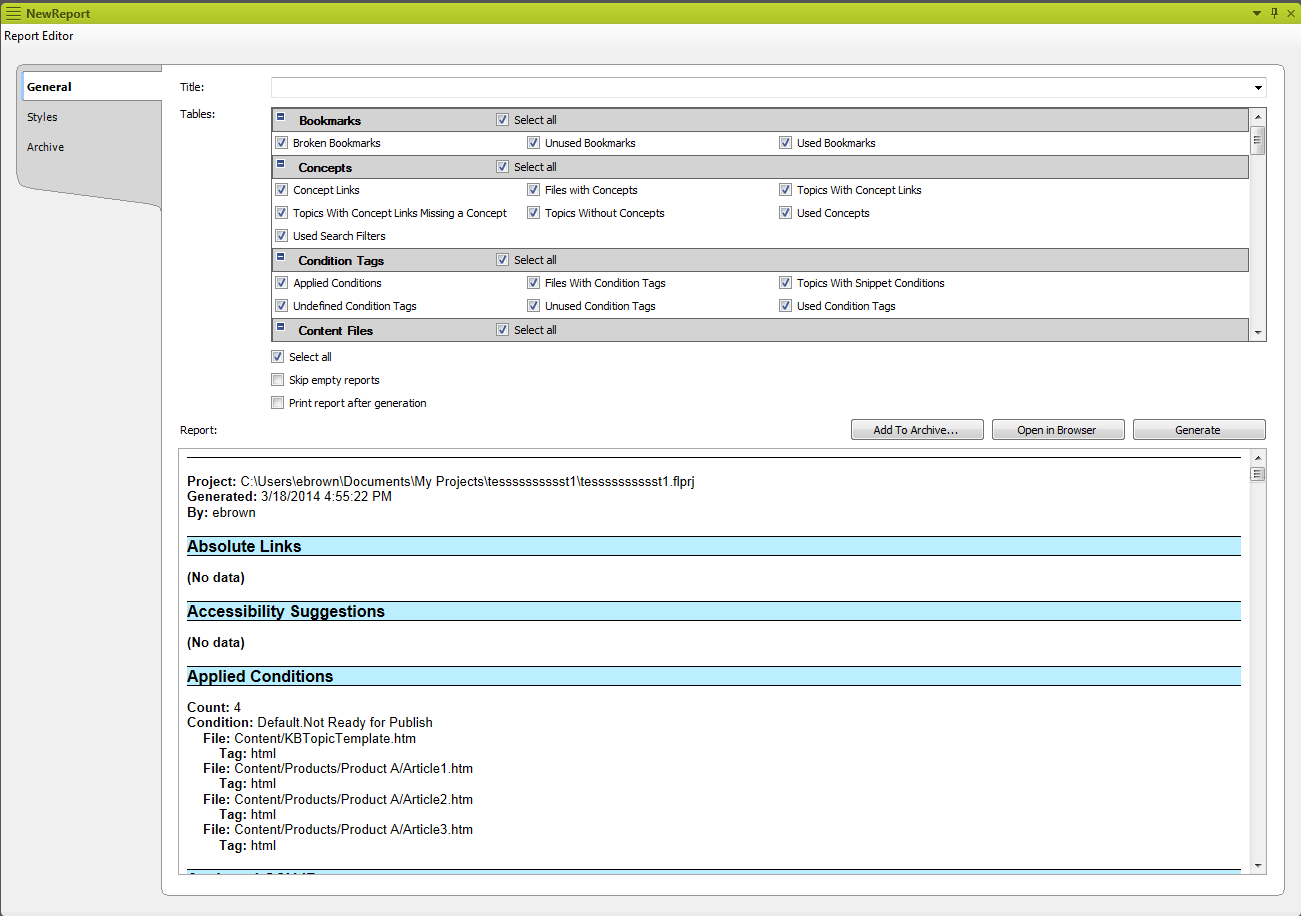 NewReport
Report Editor
General
Styles
Archive
Title:
Tables:
Bookmarks Select all
Broken Bookmarks Unused Bookmarks Used Bookmarks
Concepts Select all
Concept Links Files with Concepts Topics With Concept Links
Topics With Concept Links Missing a Concept Topics Without Concepts Used Concepts
Used Search Filters
Condition Tags Select all
Applied Conditions Files With Condition Tags Topics With Snippet Conditions
Undefined Condition Tags Unused Condition Tags Used Condition Tags
Content Files Select all
Select all
Skip empty reports
Print report after generation
Report: Add To Archive... Open in Browser Generate
Project: C:\Users\ebrown\Documents\My Projects\tesssssssssst1\tesssssssssst1.flprj
Generated: 3/18/2014 4:55:22 PM
By: ebrown
Absolute Links
(No data)
Accessibility Suggestions
(No data)
Applied Conditions
Count: 4
Condition: Default.Not Ready for Publish
File: Content/KBTopicTemplate.htm
Tag: html
File: Content/Products/Product A/Article1.htm
Tag: html
File: Content/Products/Product A/Article2.htm
Tag: html
File: Content/Products/Product A/Article3.htm
Tag: html